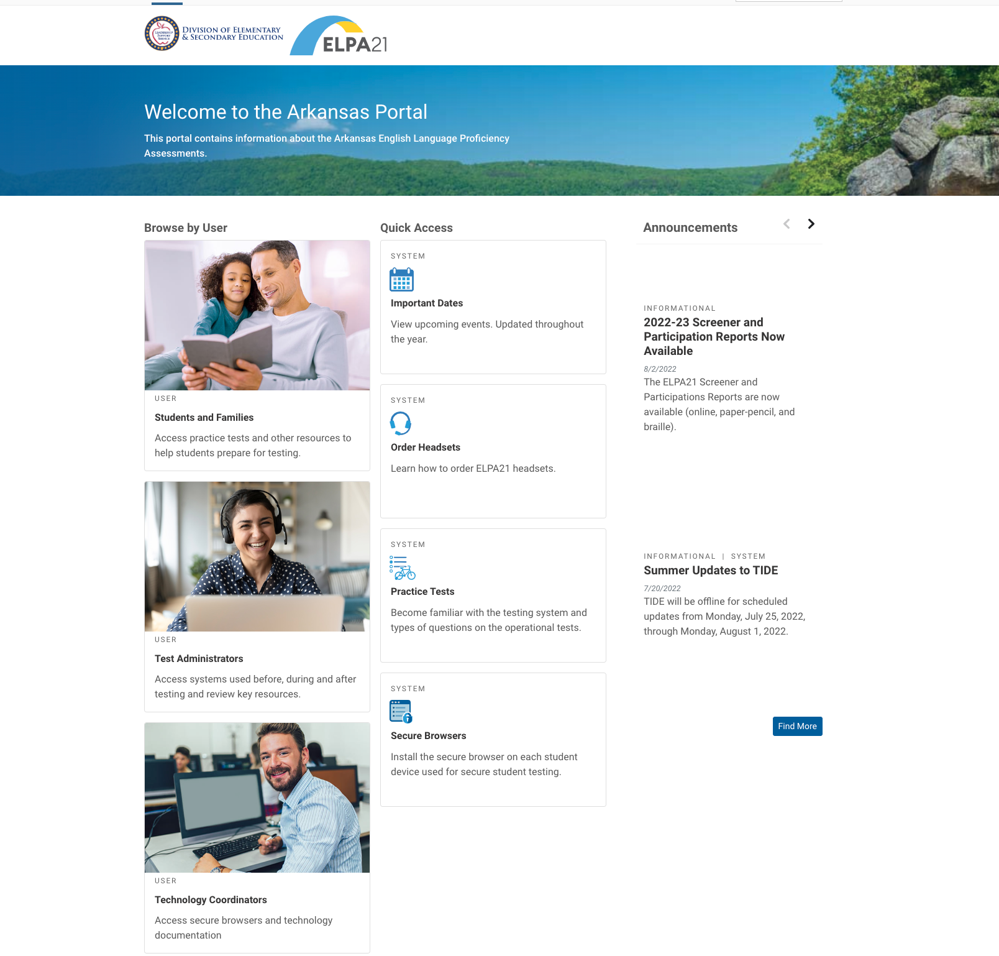 LEADERSHIP
SUPPORT
SERVICE
DIVISION OF ELEMENTARY
& SECONDARY EDUCATION
ELPA21
Welcome to the Arkansas Portal
This portal contains information about the Arkansas English Language Proficiency
Assessments.
Browse by User
USER
Students and Families
Access practice tests and other resources to
help students prepare for testing.
USER
Test Administrators
Access systems used before, during and after
testing and review key resources.
USER
Technology Coordinators
Access secure browsers and technology
documentation
Quick Access
SYSTEM
Important Dates
View upcoming events. Updated throughout
the year.
SYSTEM
Order Headsets
Learn how to order ELPA21 headsets.
SYSTEM
Practice Tests
Become familiar with the testing system and
types of questions on the operational tests.
SYSTEM
Secure Browsers
Install the secure browser on each student
device used for secure student testing.
Announcements
INFORMATIONAL
2022-23 Screener and
Participation Reports Now
Available
8/2/2022
The ELPA21 Screener and
Participations Reports are now
available (online, paper-pencil, and
braille).
INFORMATIONAL | SYSTEM
Summer Updates to TIDE
7/20/2022
TIDE will be offline for scheduled
updates from Monday, July 25, 2022,
through Monday, August 1, 2022.
Find More